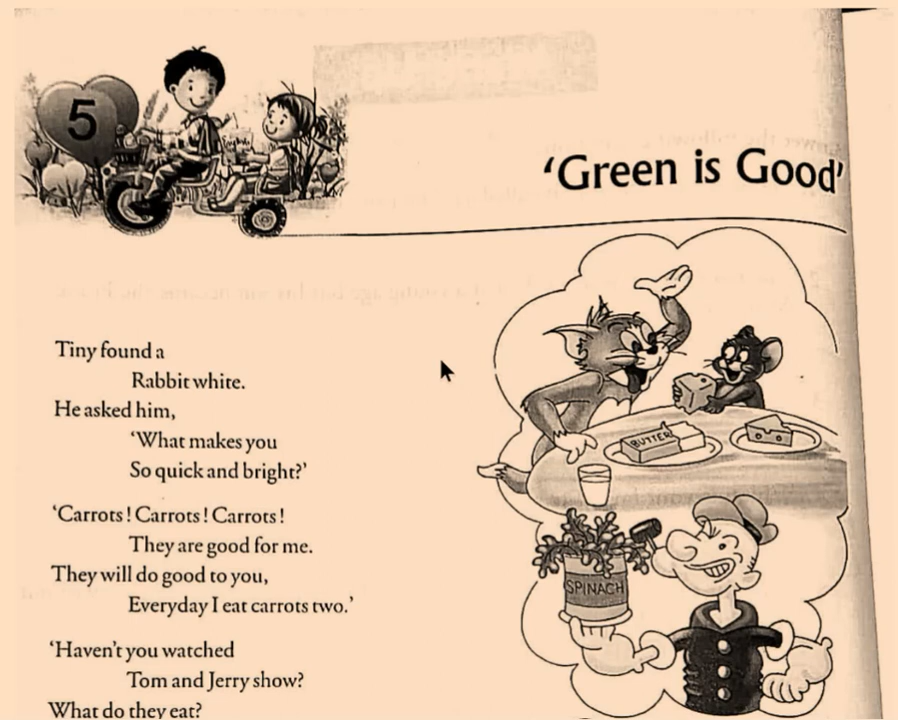 5
'Green is Good'
Tiny found a
Rabbit white.
He asked him,
'What makes you
So quick and bright?'
'Carrots! Carrots! Carrots!
They are good for me.
They will do good to you,
Everyday I eat carrots two.'
'Haven't you watched
Tom and Jerry show?
What do they eat?
BUTTER
SPINACH